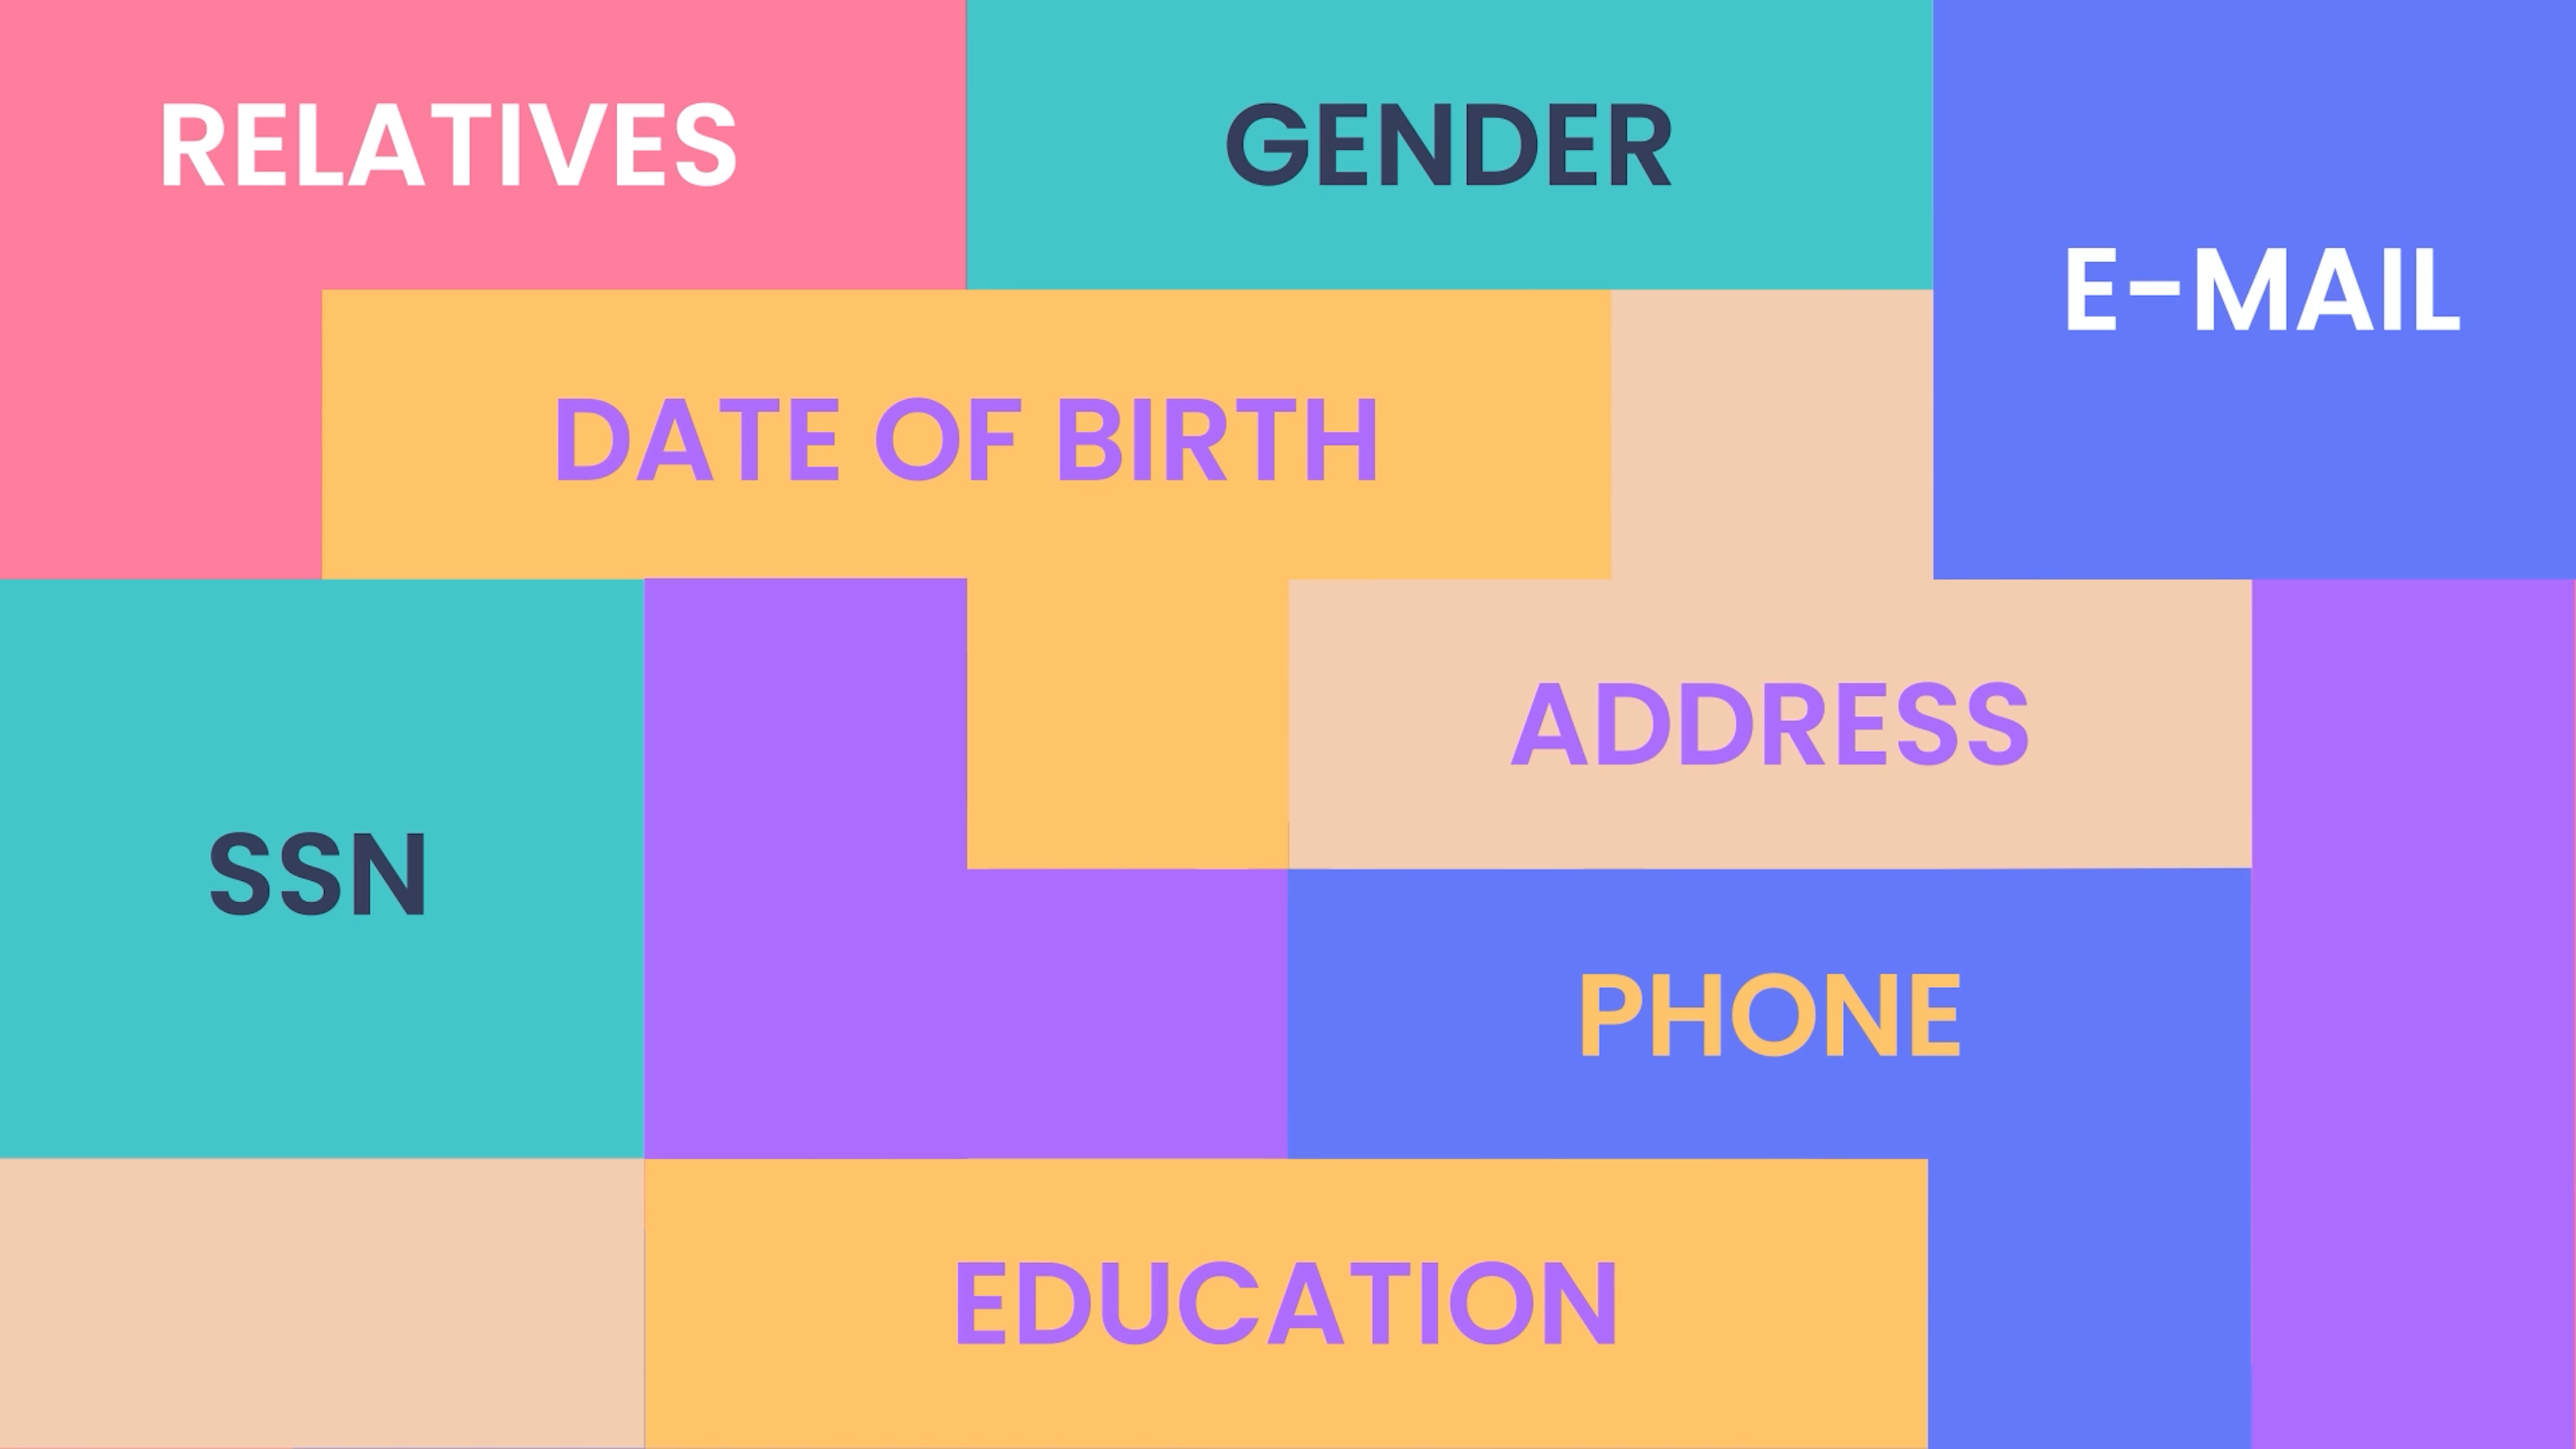 RELATIVES
GENDER
E-MAIL
DATE OF BIRTH
ADDRESS
SSN
PHONE
EDUCATION